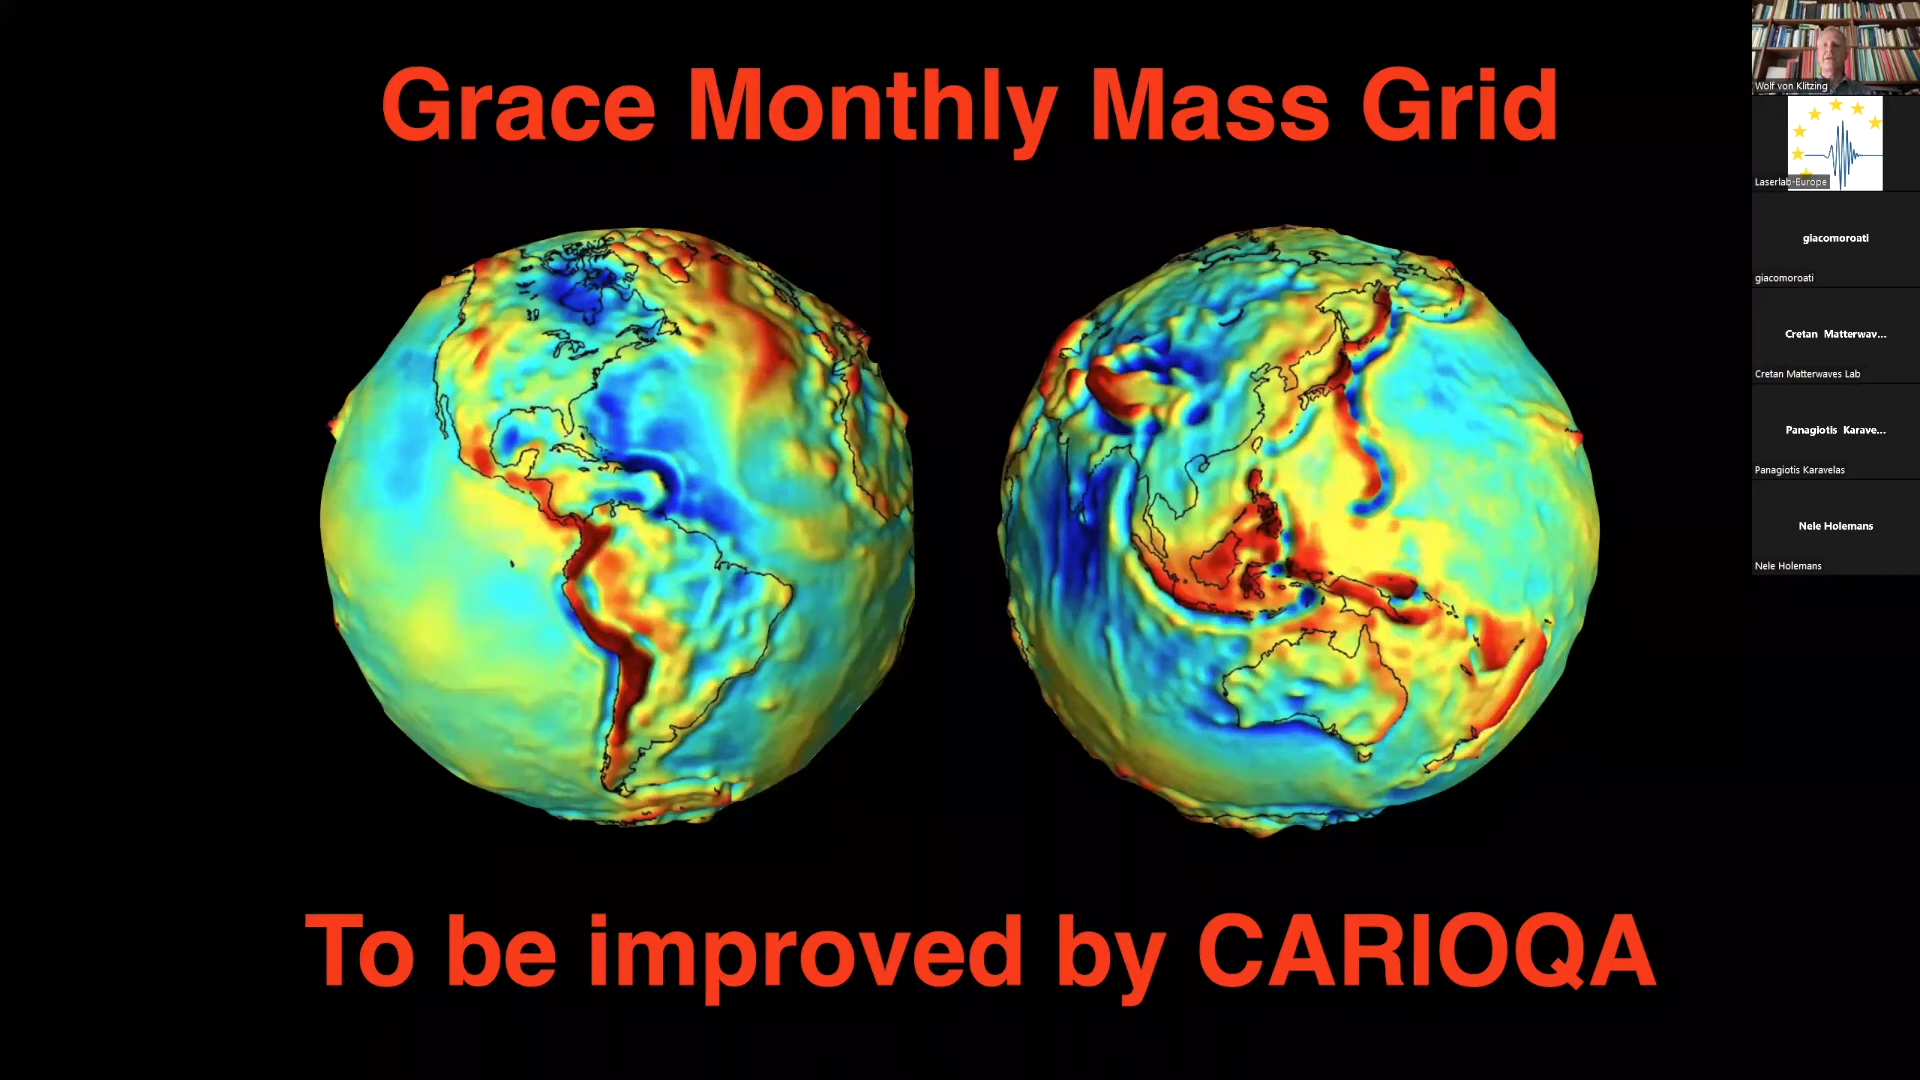 Grace Monthly Mass Grid
To be improved by CARIOQA
Wolf von Klitzing
Laserlab-Europe
giacomoroati
giacomoroati
Cretan Matterwav...
Cretan Matterwaves Lab
Panagiotis Karave...
Panagiotis Karavelas
Nele Holemans
Nele Holemans